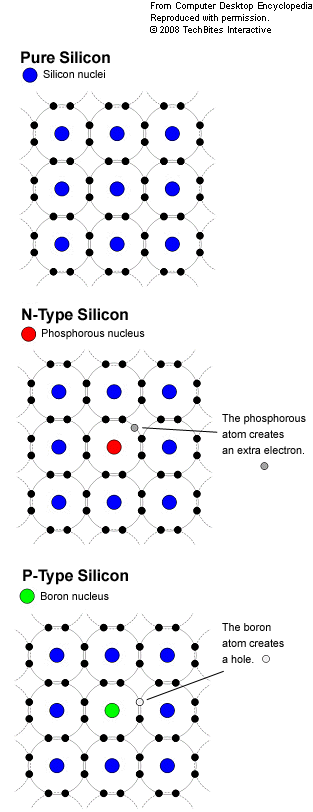 From Computer Desktop Encyclopedia
Reproduced with permission.
© 2008 TechBites Interactive
Pure Silicon
Silicon nuclei
N-Type Silicon
Phosphorous nucleus
The phosphorous
atom creates
an extra electron.
P-Type Silicon
Boron nucleus
The boron
atom creates
a hole.